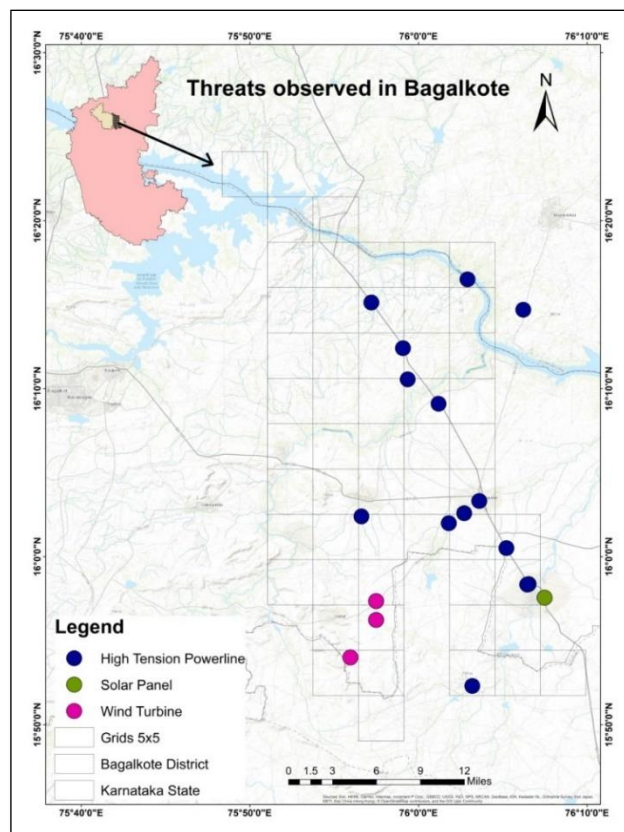 75°40'0"E 75°50'0"E 76°0'0"E 76°10'0"E
Threats observed in Bagalkote
N
16°30'0"N 16°30'0"N
16°20'0"N 16°20'0"N
16°10'0"N 16°10'0"N
16°0'0"N 16°0'0"N
15°50'0"N 15°50'0"N
Legend
High Tension Powerline
Solar Panel
Wind Turbine
Grids 5x5
Bagalkote District
Karnataka State
0 1.5 3 6 9 12
Miles
75°40'0"E 75°50'0"E 76°0'0"E 76°10'0"E